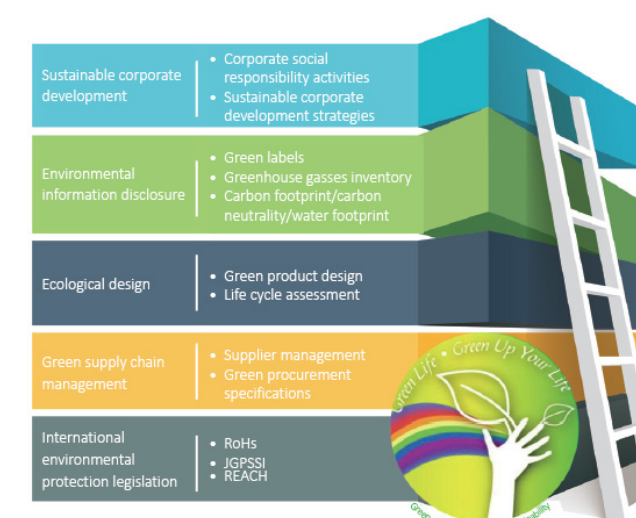 Sustainable corporate
development
• Corporate social
responsibility activities
• Sustainable corporate
development strategies
Environmental
information disclosure
• Green labels
• Greenhouse gasses inventory
• Carbon footprint/carbon
neutrality/water footprint
Ecological design
• Green product design
• Life cycle assessment
Green supply chain
management
• Supplier management
• Green procurement
specifications
International
environmental
protection legislation
• RoHs
• JGPSSI
• REACH
Green Life • Green Up Your Life